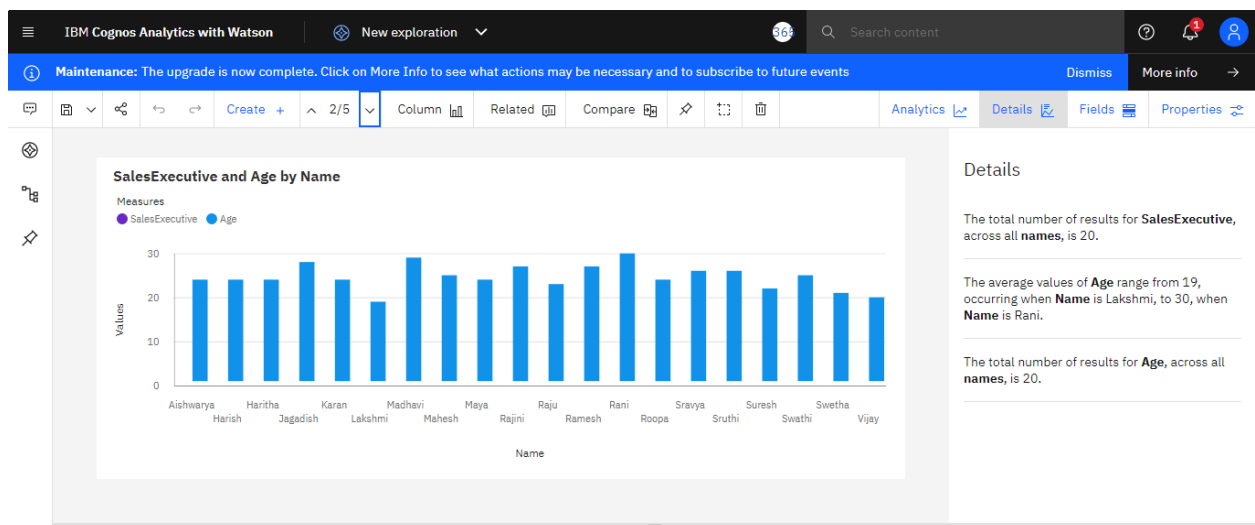 IBM Cognos Analytics with Watson
New exploration
365
Search content
1
Maintenance: The upgrade is now complete. Click on More Info to see what actions may be necessary and to subscribe to future events
Dismiss
More info
Create +
2/5
Column
Related
Compare
Analytics
Details
Fields
Properties
SalesExecutive and Age by Name
Measures
SalesExecutive
Age
30
20
10
0
Values
Aishwarya
Harish
Haritha
Jagadish
Karan
Lakshmi
Madhavi
Mahesh
Maya
Rajini
Raju
Ramesh
Rani
Roopa
Sravya
Sruthi
Suresh
Swathi
Swetha
Vijay
Name
Details
The total number of results for SalesExecutive,
across all names, is 20.
The average values of Age range from 19,
occurring when Name is Lakshmi, to 30, when
Name is Rani.
The total number of results for Age, across all
names, is 20.